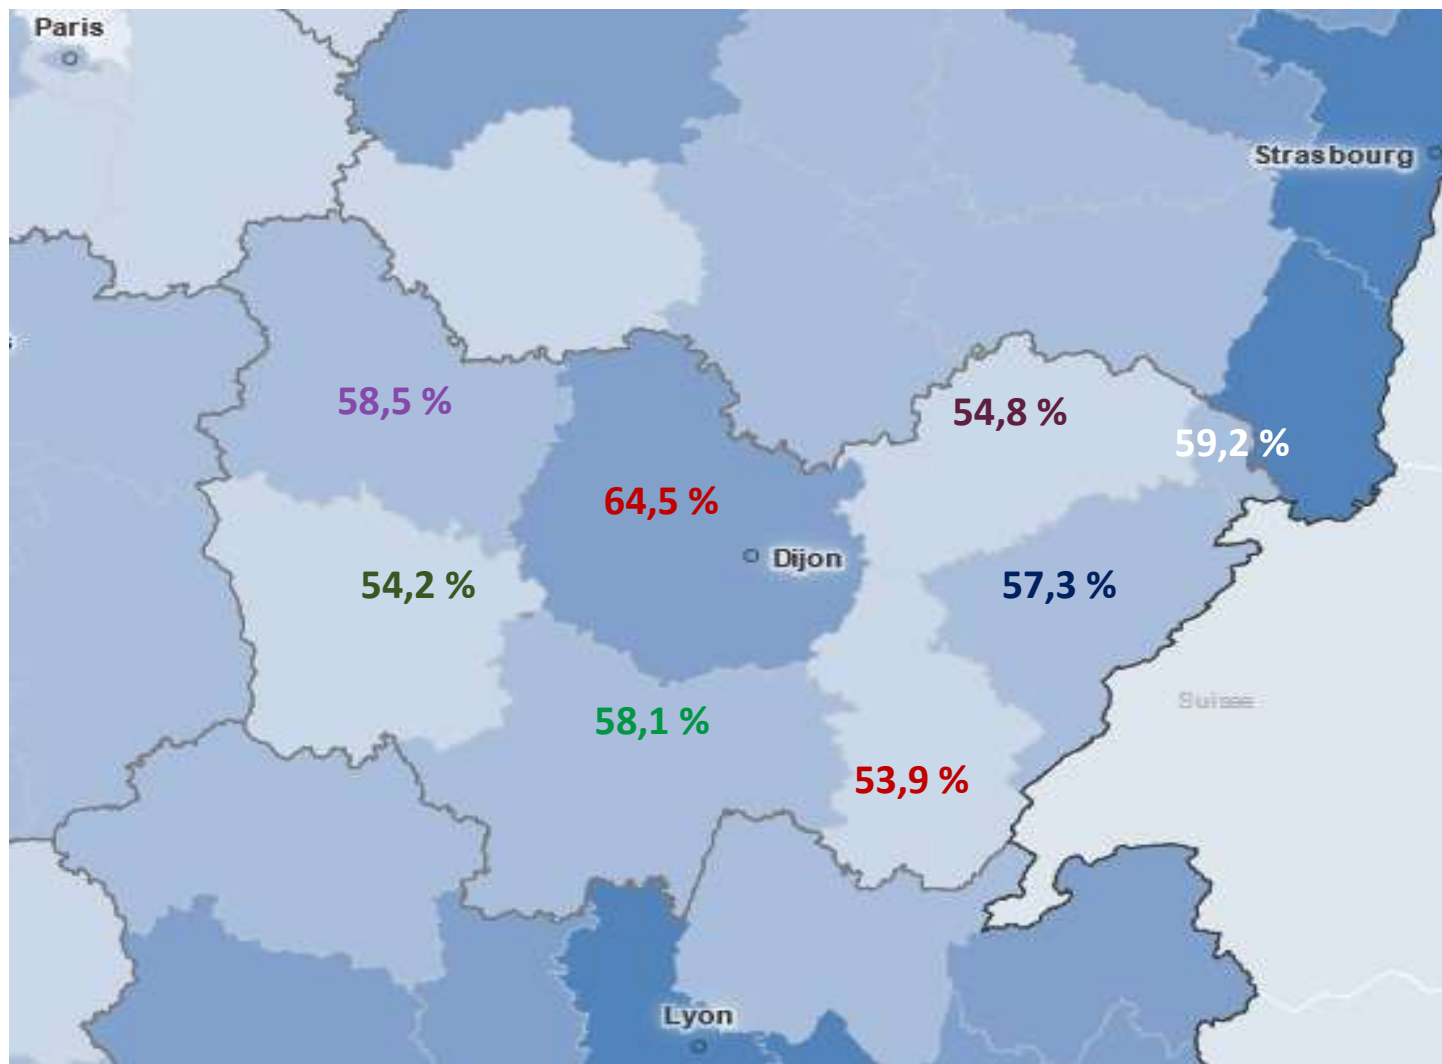 Paris
Strasbourg
58,5 %
54,8 %
59,2 %
64,5 %
Dijon
54,2 %
57,3 %
Suisse
58,1 %
53,9 %
Lyon